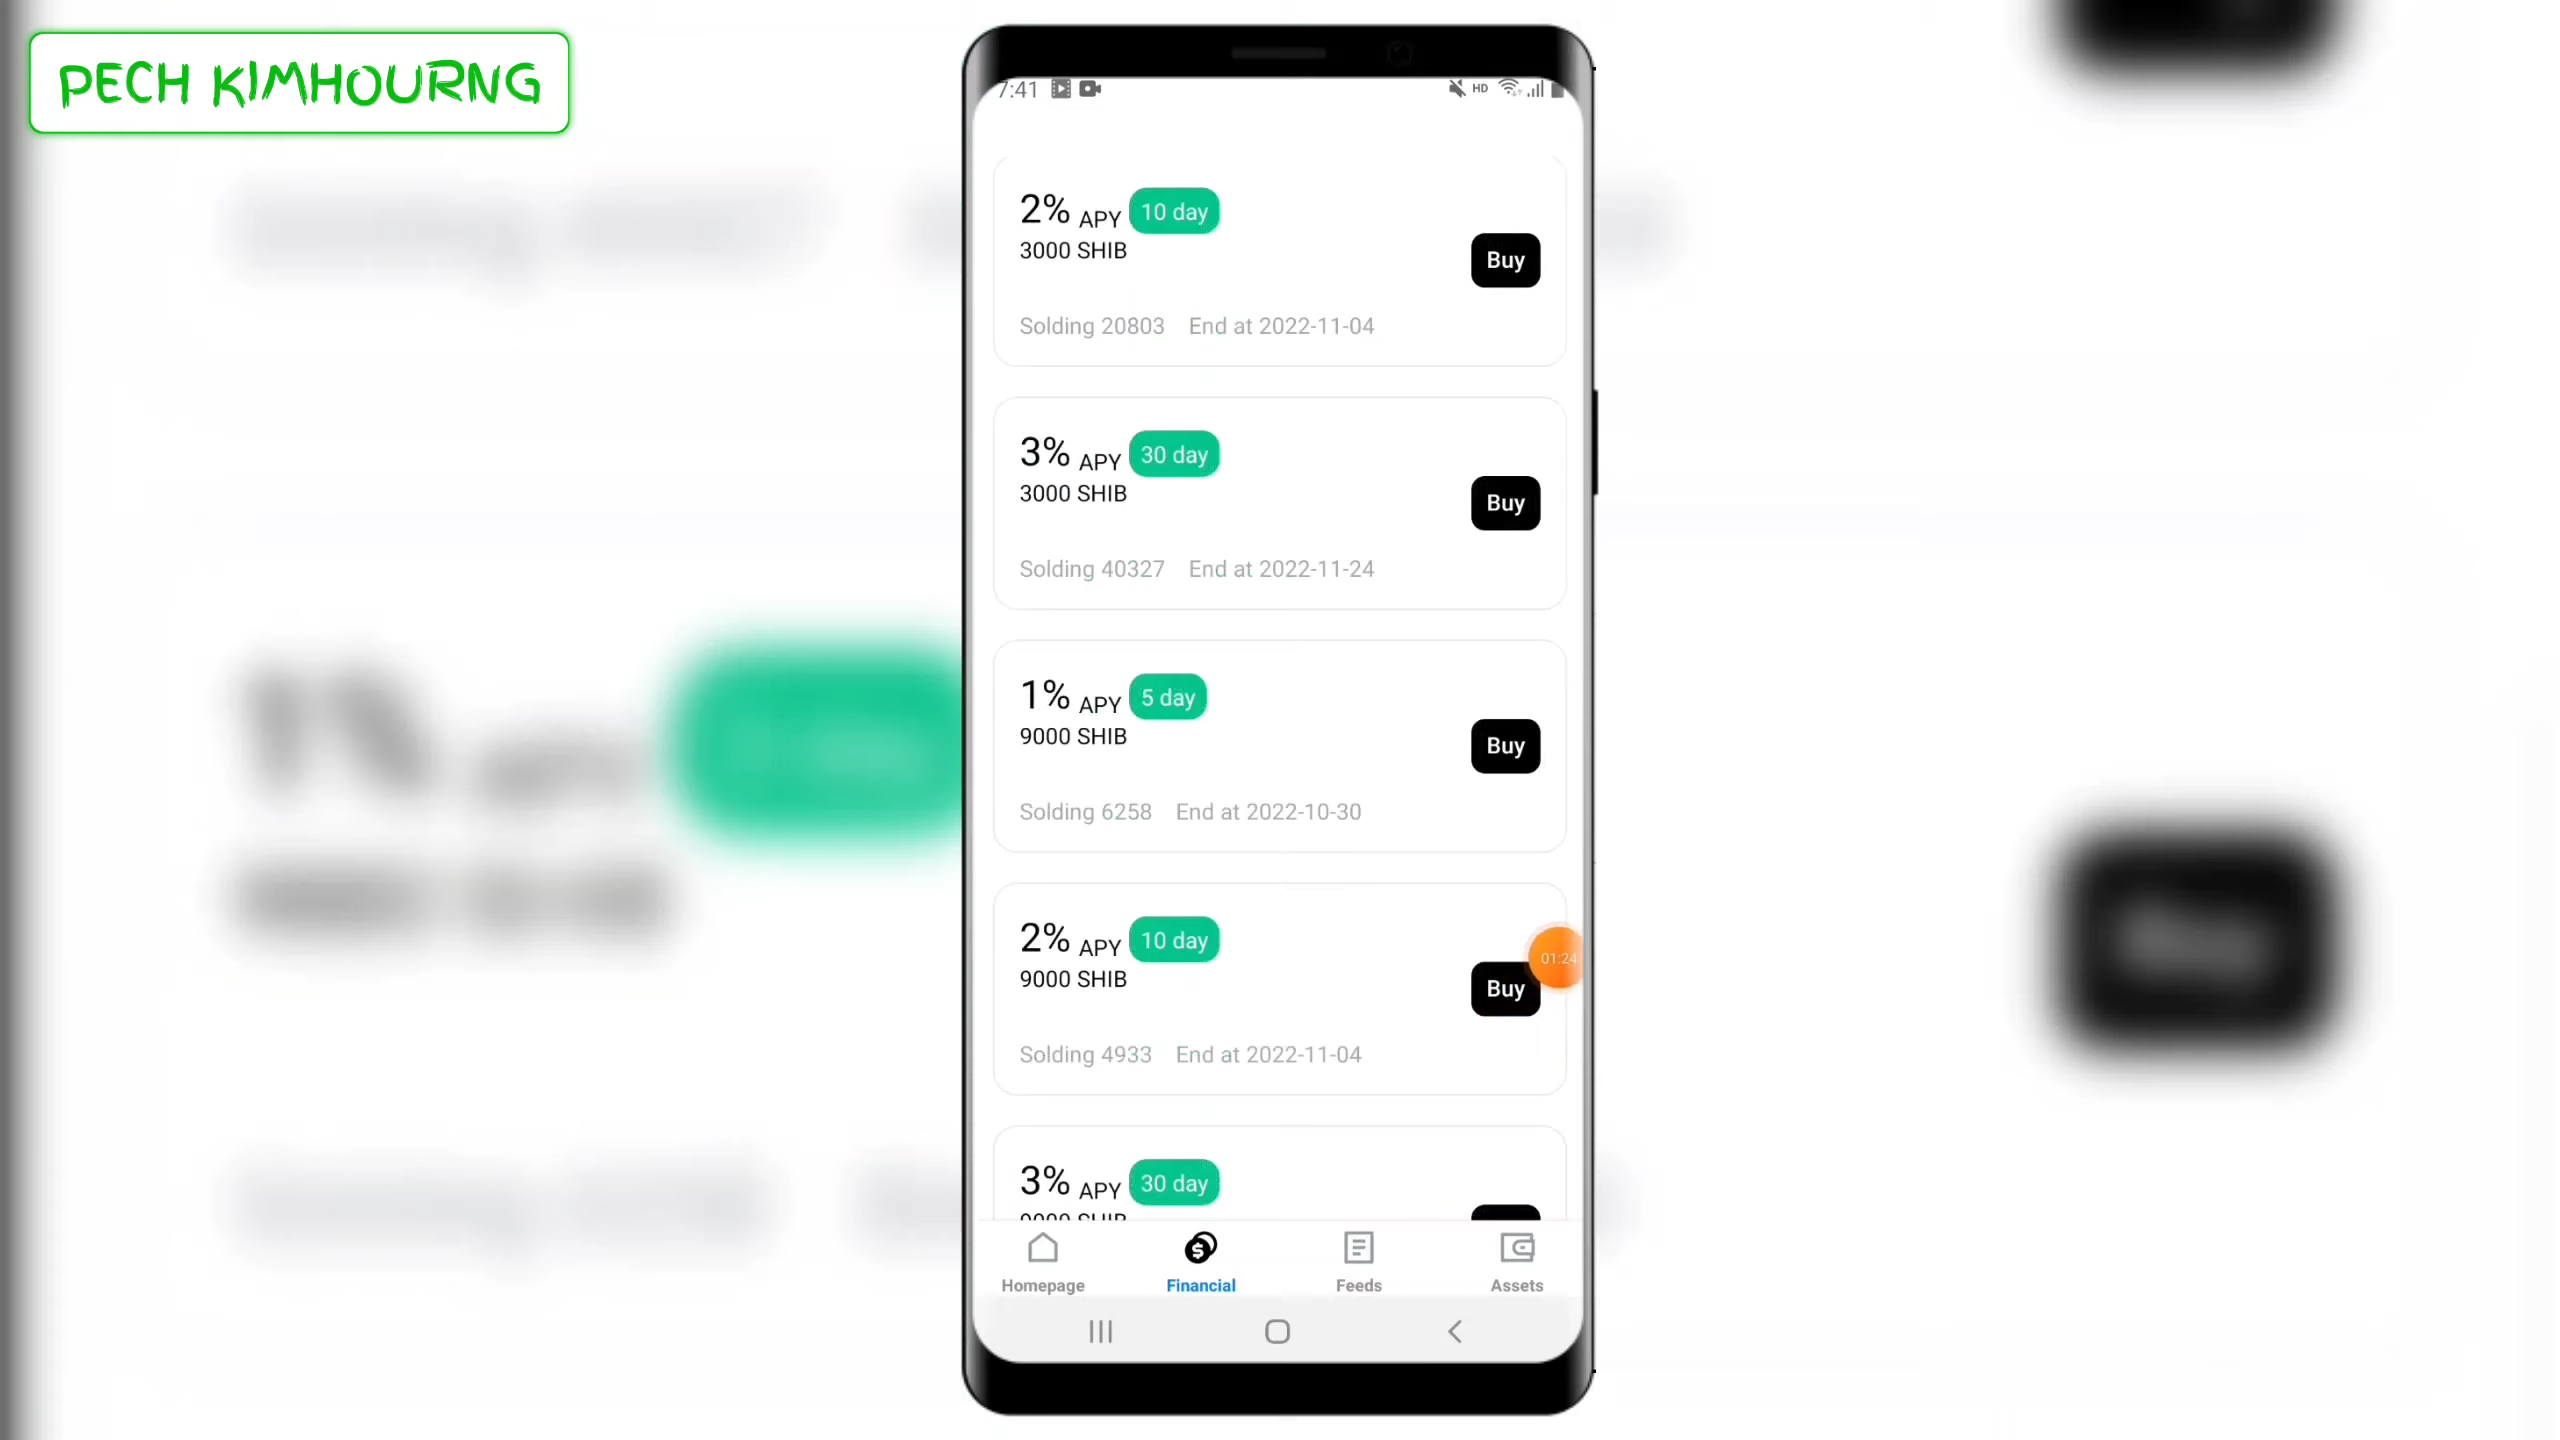 PECH KIMHOURNG
7:41
HD
2% APY 10 day
3000 SHIB
Buy
Solding 20803 End at 2022-11-04
3% APY 30 day
3000 SHIB
Buy
Solding 40327 End at 2022-11-24
1% APY 5 day
9000 SHIB
Buy
Solding 6258 End at 2022-10-30
2% APY 10 day
9000 SHIB
01:24
Buy
Solding 4933 End at 2022-11-04
3% APY 30 day
9000 SHIB
Homepage Financial Feeds Assets